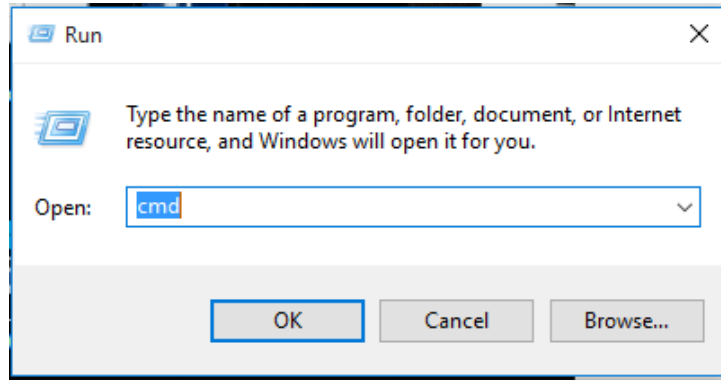 Run
Type the name of a program, folder, document, or Internet
resource, and Windows will open it for you.
Open: cmd
OK Cancel Browse...